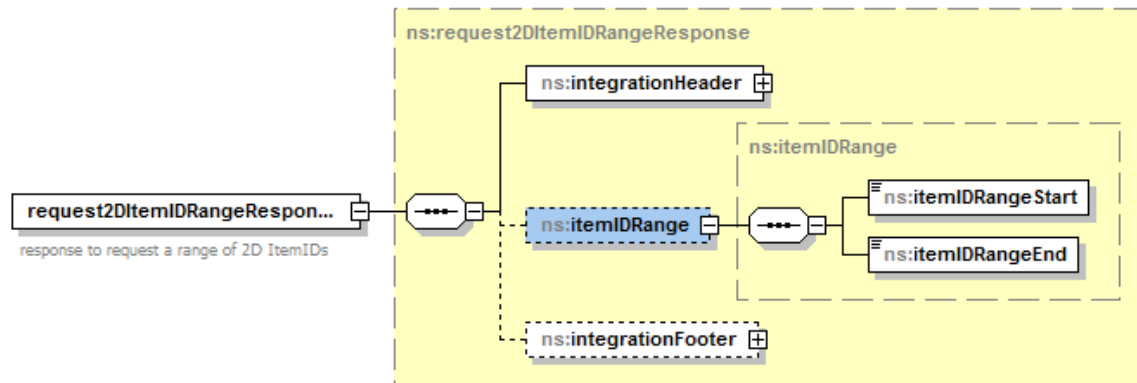 ns:request2DItemIDRangeResponse
ns:integrationHeader
ns:itemIDRange
request2DItemIDRangeRespon...
response to request a range of 2D ItemIDs
ns:itemIDRange
ns:itemIDRangeStart
ns:itemIDRangeEnd
ns:integrationFooter